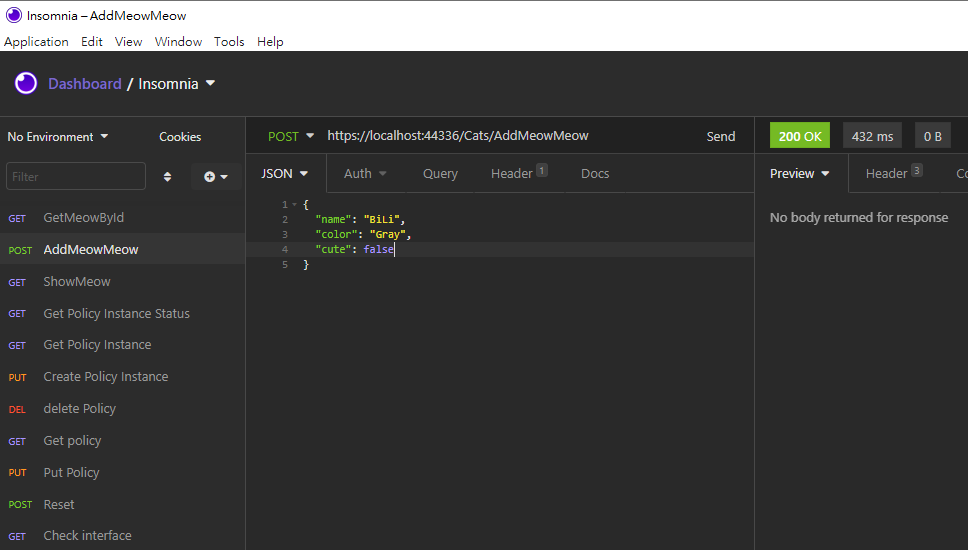 Insomnia – AddMeowMeow
Application Edit View Window Tools Help
Dashboard / Insomnia
No Environment Cookies
POST https://localhost:44336/Cats/AddMeowMeow Send
200 OK 432 ms 0 B
Filter
JSON Auth Query Header 1 Docs
Preview Header 3 Co
GET GetMeowById
POST AddMeowMeow
GET ShowMeow
GET Get Policy Instance Status
GET Get Policy Instance
PUT Create Policy Instance
DEL delete Policy
GET Get policy
PUT Put Policy
POST Reset
GET Check interface
1 {
2 "name": "BiLi",
3 "color": "Gray",
4 "cute": false
5 }
No body returned for response